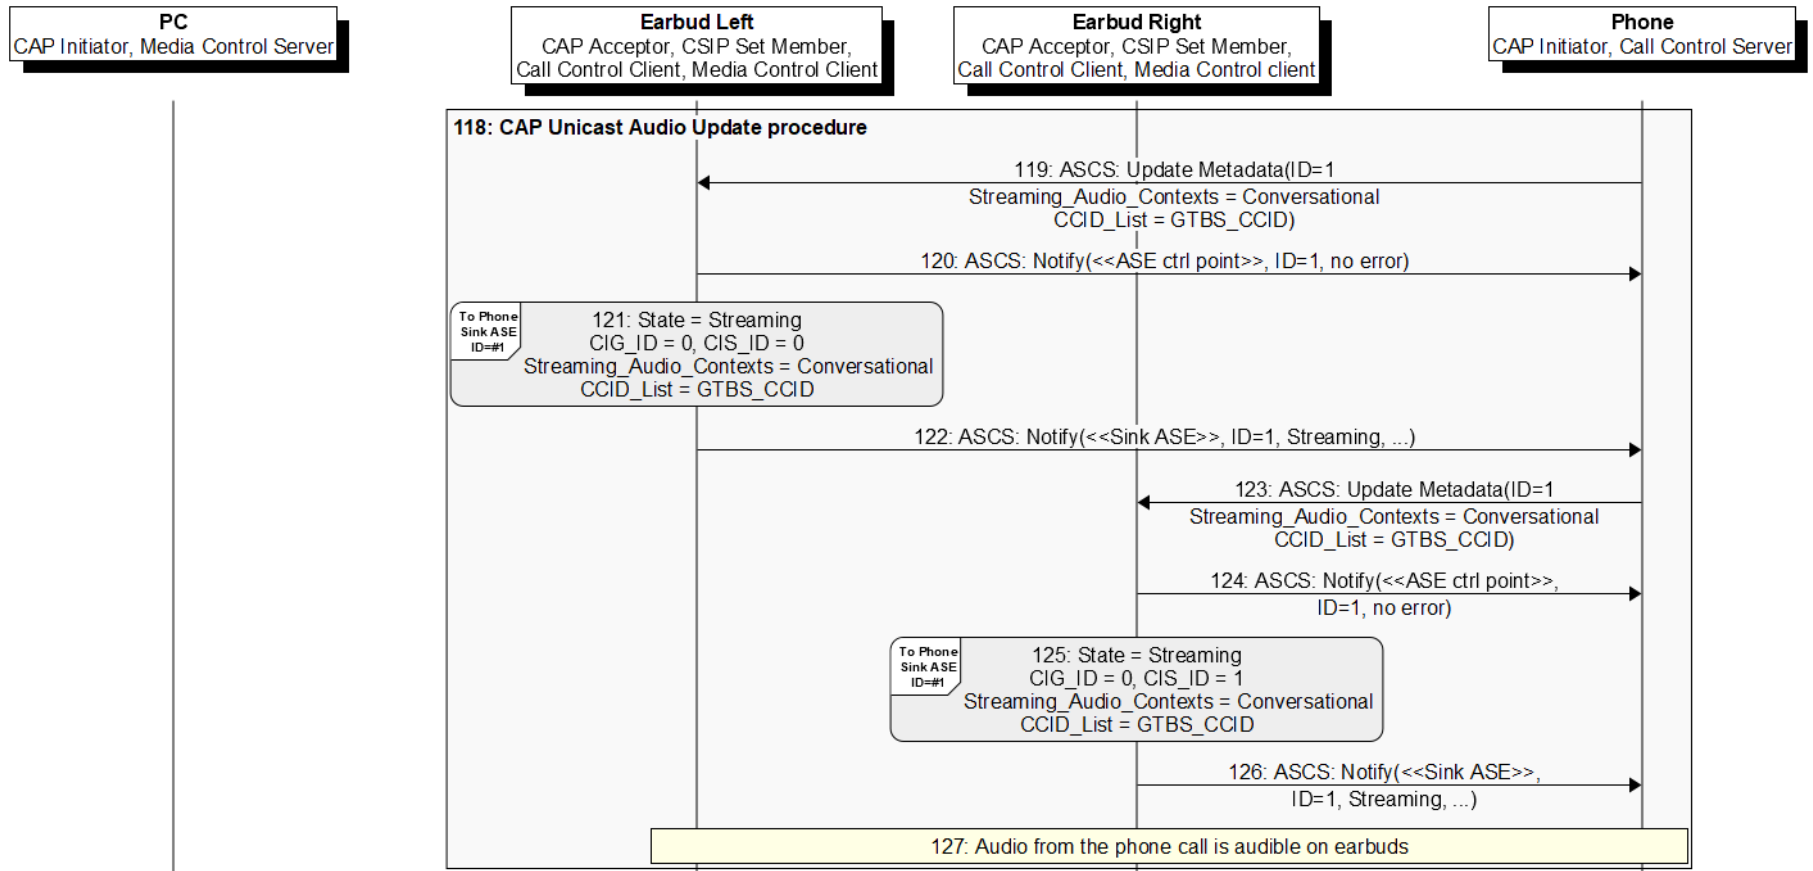 PC
CAP Initiator, Media Control Server
Earbud Left
CAP Acceptor, CSIP Set Member,
Call Control Client, Media Control Client
Earbud Right
CAP Acceptor, CSIP Set Member,
Call Control Client, Media Control client
Phone
CAP Initiator, Call Control Server
118: CAP Unicast Audio Update procedure
119: ASCS: Update Metadata(ID=1
Streaming_Audio_Contexts = Conversational
CCID_List = GTBS_CCID)
120: ASCS: Notify(<<ASE ctrl point>>, ID=1, no error)
To Phone
Sink ASE
ID=#1
121: State = Streaming
CIG_ID = 0, CIS_ID = 0
Streaming_Audio_Contexts = Conversational
CCID_List = GTBS_CCID
122: ASCS: Notify(<<Sink ASE>>, ID=1, Streaming, ...)
123: ASCS: Update Metadata(ID=1
Streaming_Audio_Contexts = Conversational
CCID_List = GTBS_CCID)
124: ASCS: Notify(<<ASE ctrl point>>,
ID=1, no error)
To Phone
Sink ASE
ID=#1
125: State = Streaming
CIG_ID = 0, CIS_ID = 1
Streaming_Audio_Contexts = Conversational
CCID_List = GTBS_CCID
126: ASCS: Notify(<<Sink ASE>>,
ID=1, Streaming, ...)
127: Audio from the phone call is audible on earbuds